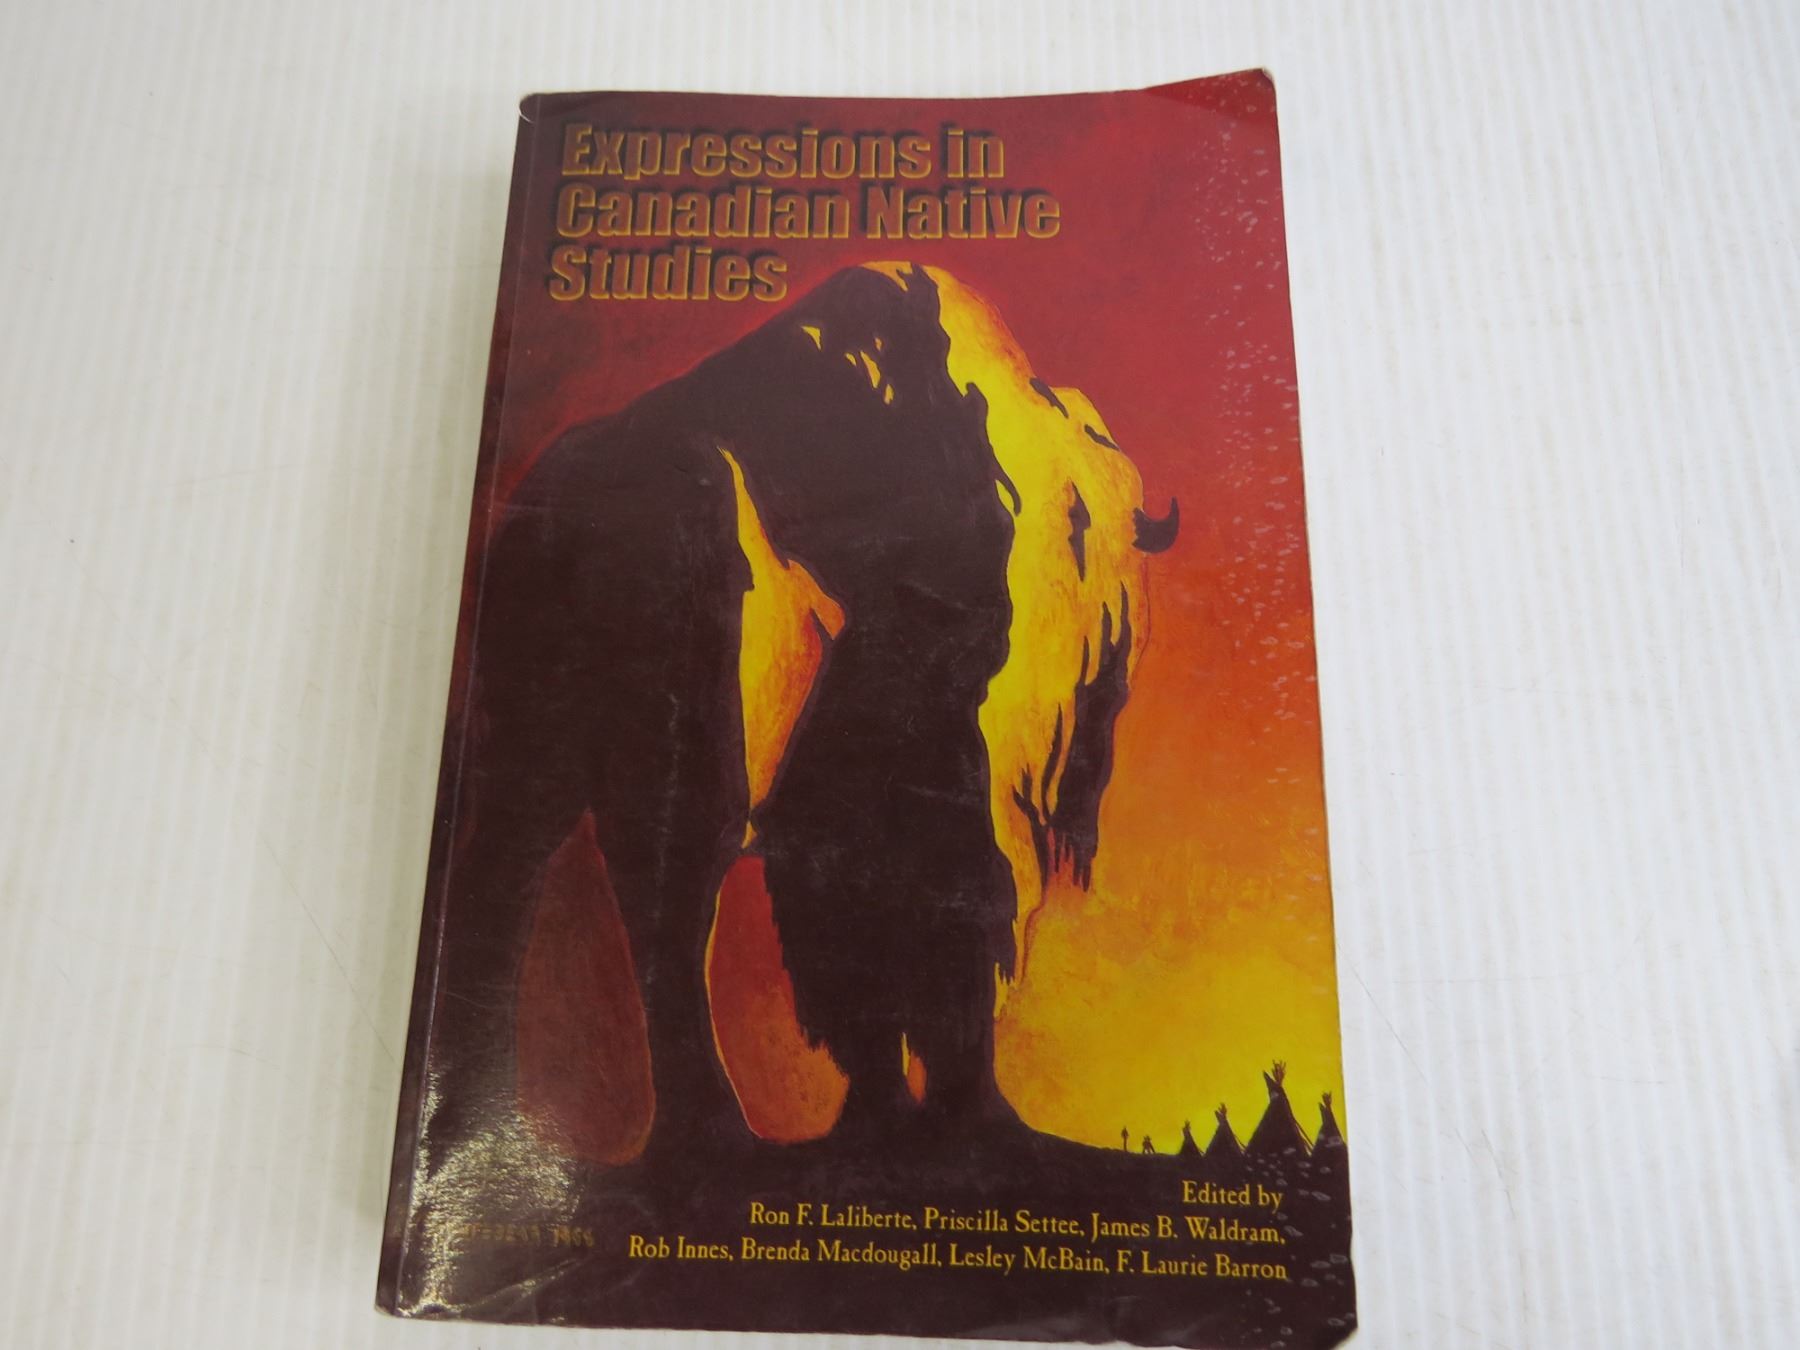 Expressions in
Canadian Native
Studies
Edited by
Ron F. Laliberte, Priscilla Settee, James B. Waldram,
Rob Innes, Brenda Macdougall, Lesley McBain, F. Laurie Barron